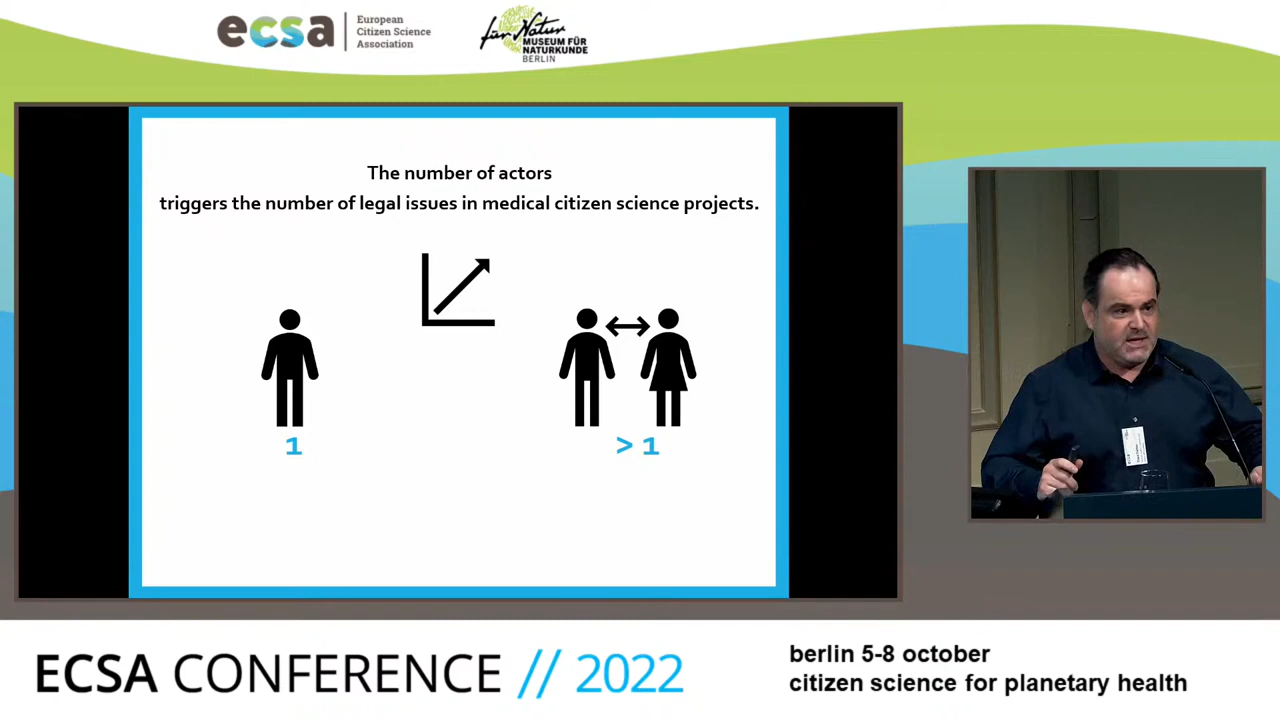 ecsa
European
Citizen Science
Association
für Natur
MUSEUM FÜR
NATURKUNDE
BERLIN
The number of actors
triggers the number of legal issues in medical citizen science projects.
1
> 1
ECSA CONFERENCE // 2022
berlin 5-8 october
citizen science for planetary health